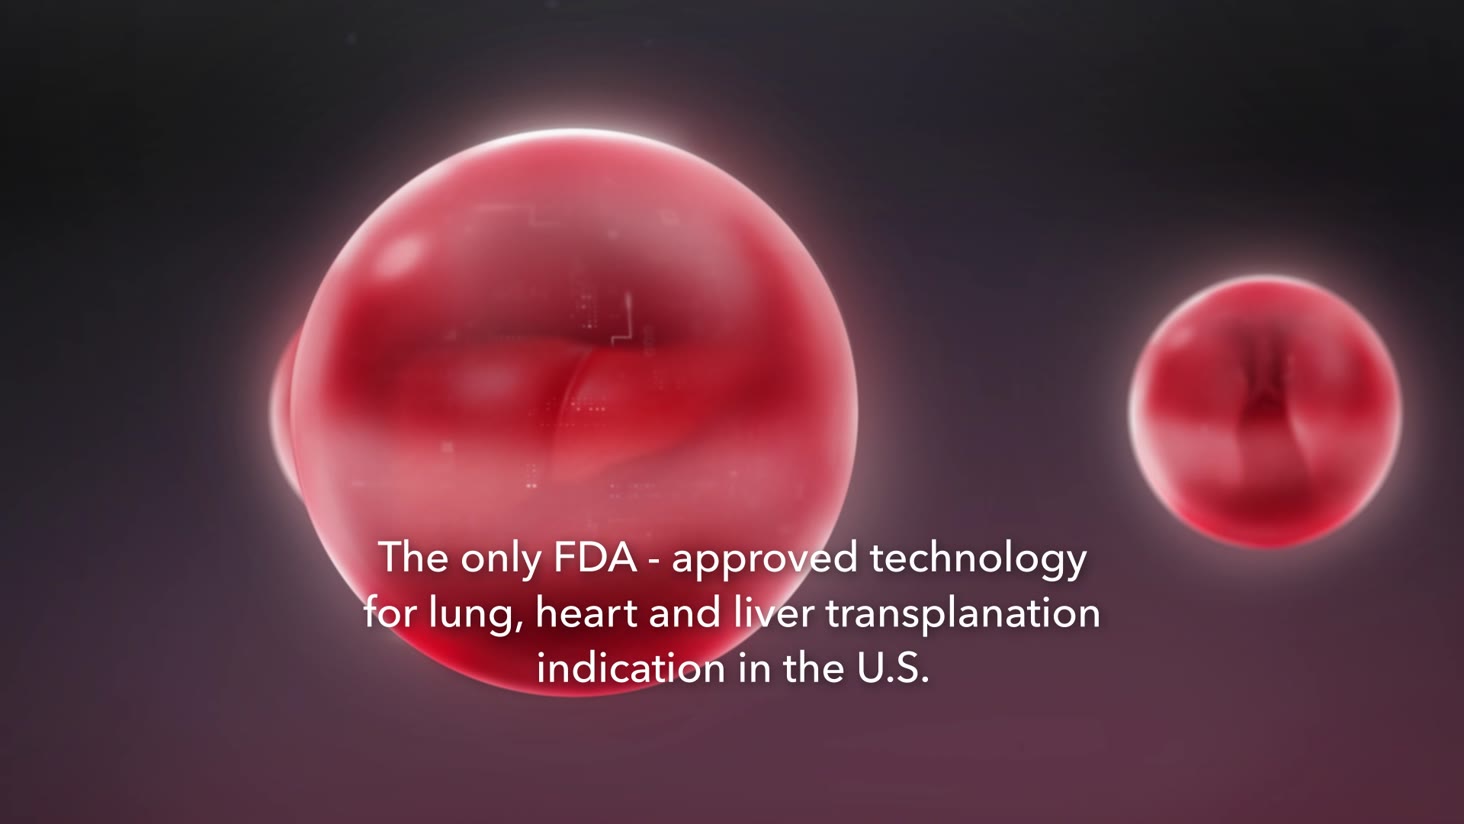 The only FDA - approved technology
for lung, heart and liver transplanation
indication in the U.S.